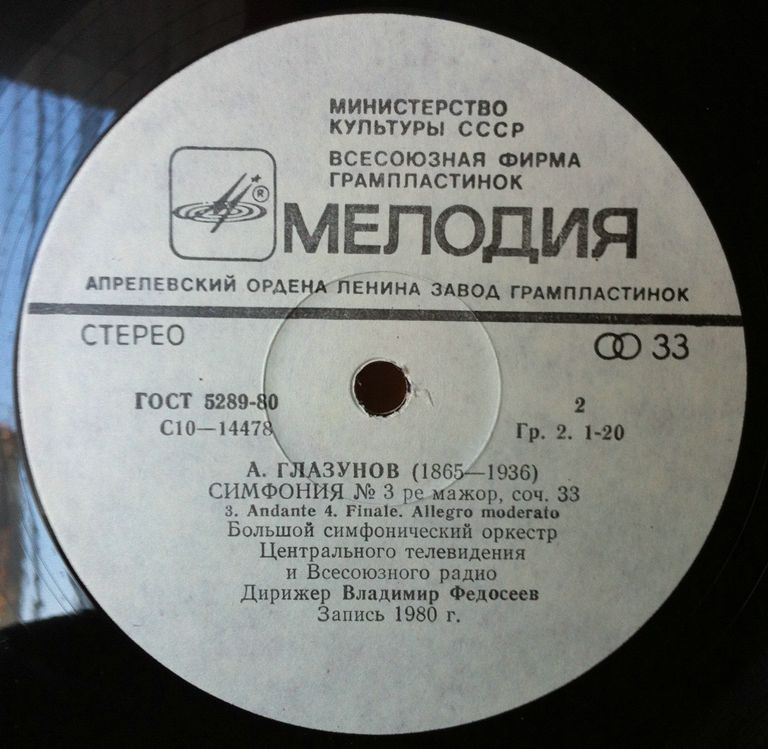 МИНИСТЕРСТВО
КУЛЬТУРЫ СССР
ВСЕСОЮЗНАЯ ФИРМА
ГРАМПЛАСТИНОК
®
МЕЛОДИЯ
АПРЕЛЕВСКИЙ ОРДЕНА ЛЕНИНА ЗАВОД ГРАМПЛАСТИНОК
СТЕРЕО
33
ГОСТ 5289-80
2
С10—14478
Гр. 2. 1-20
А. ГЛАЗУНОВ (1865—1936)
СИМФОНИЯ № 3 ре мажор, соч. 33
3. Andante 4. Finale. Allegro moderato
Большой симфонический оркестр
Центрального телевидения
и Всесоюзного радио
Дирижер Владимир Федосеев
Запись 1980 г.